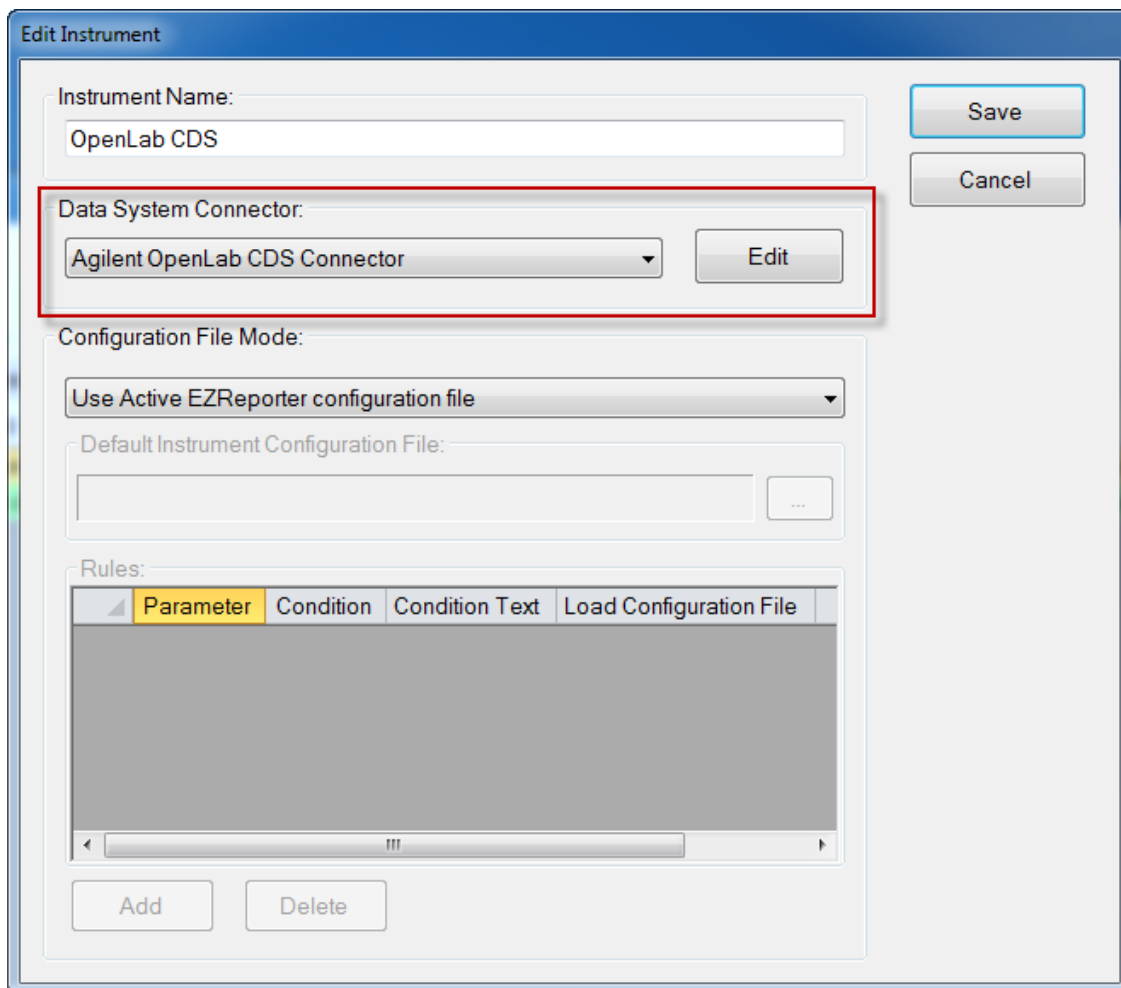 Edit Instrument
Instrument Name:
OpenLab CDS
Save
Cancel
Data System Connector:
Agilent OpenLab CDS Connector
Edit
Configuration File Mode:
Use Active EZReporter configuration file
Default Instrument Configuration File:
...
Rules:
Parameter Condition Condition Text Load Configuration File
Add Delete